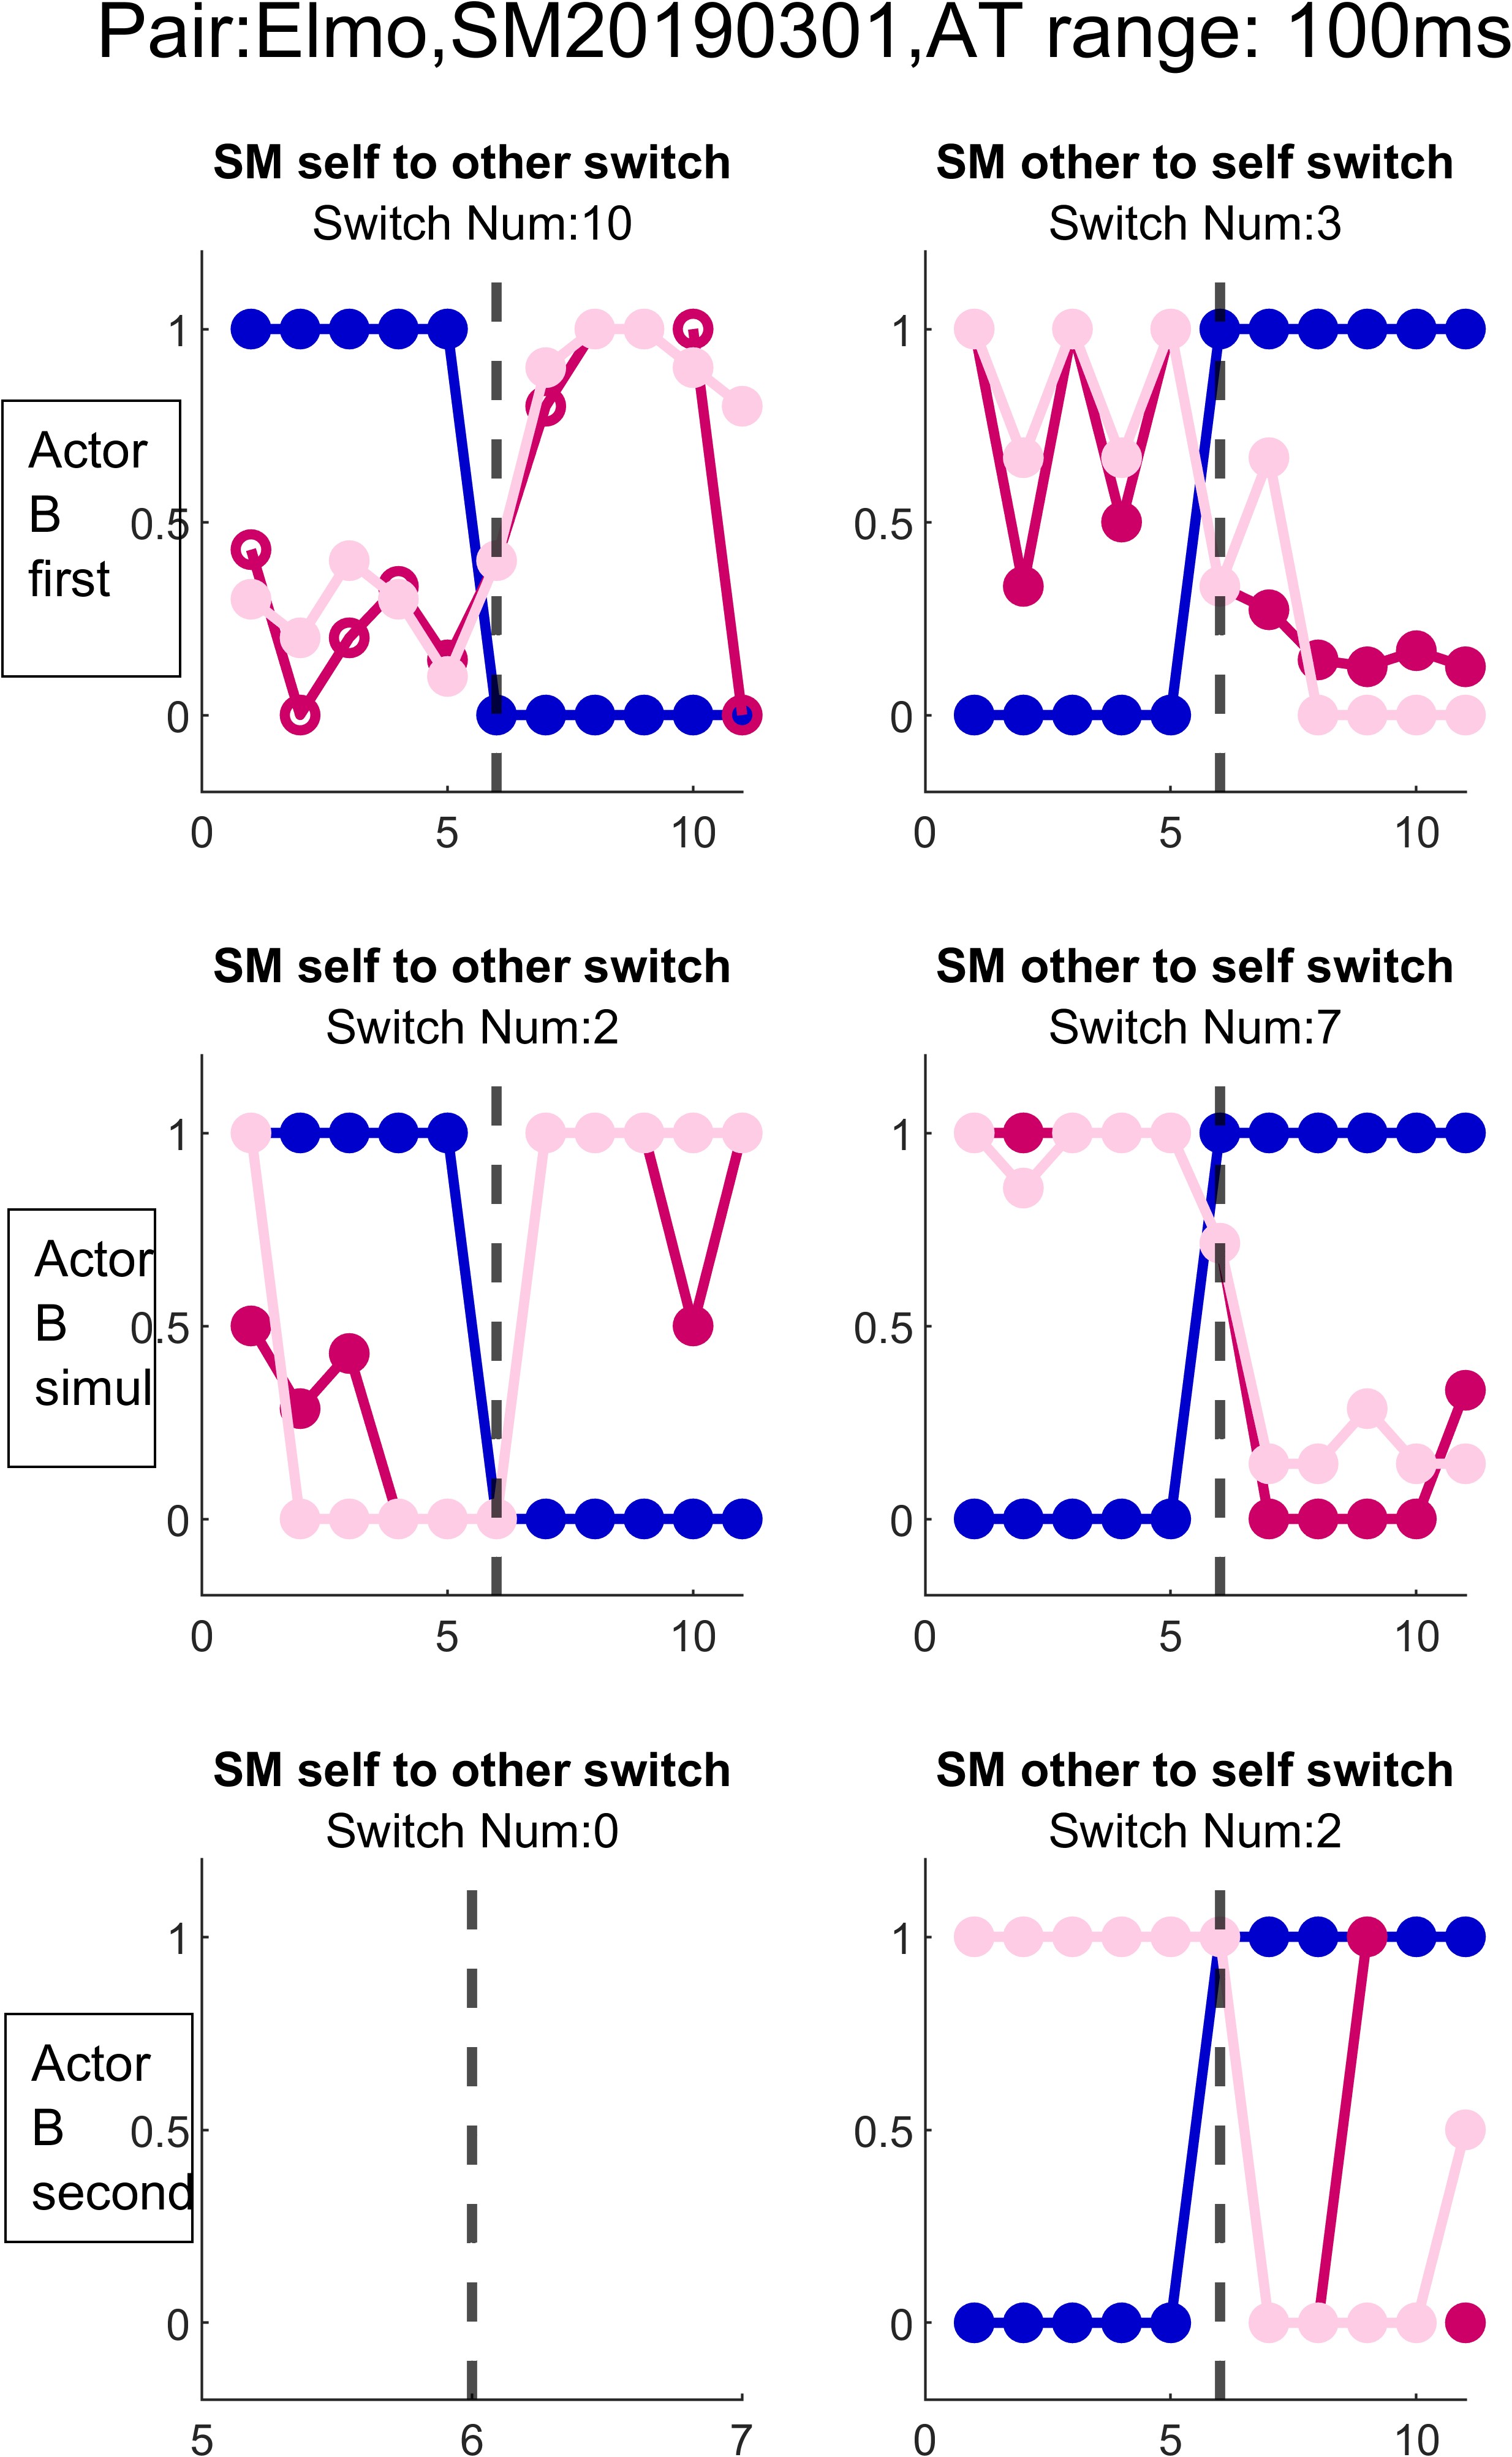 Pair:Elmo,SM20190301,AT range: 100ms
SM self to other switch
Switch Num:10
1
0.5
0
0
5
10
SM other to self switch
Switch Num:3
1
0.5
0
0
5
10
Actor
B
first
SM self to other switch
Switch Num:2
1
0.5
0
0
5
10
SM other to self switch
Switch Num:7
1
0.5
0
0
5
10
Actor
B
simul
SM self to other switch
Switch Num:0
1
0.5
0
5
6
7
SM other to self switch
Switch Num:2
1
0.5
0
0
5
10
Actor
B
second